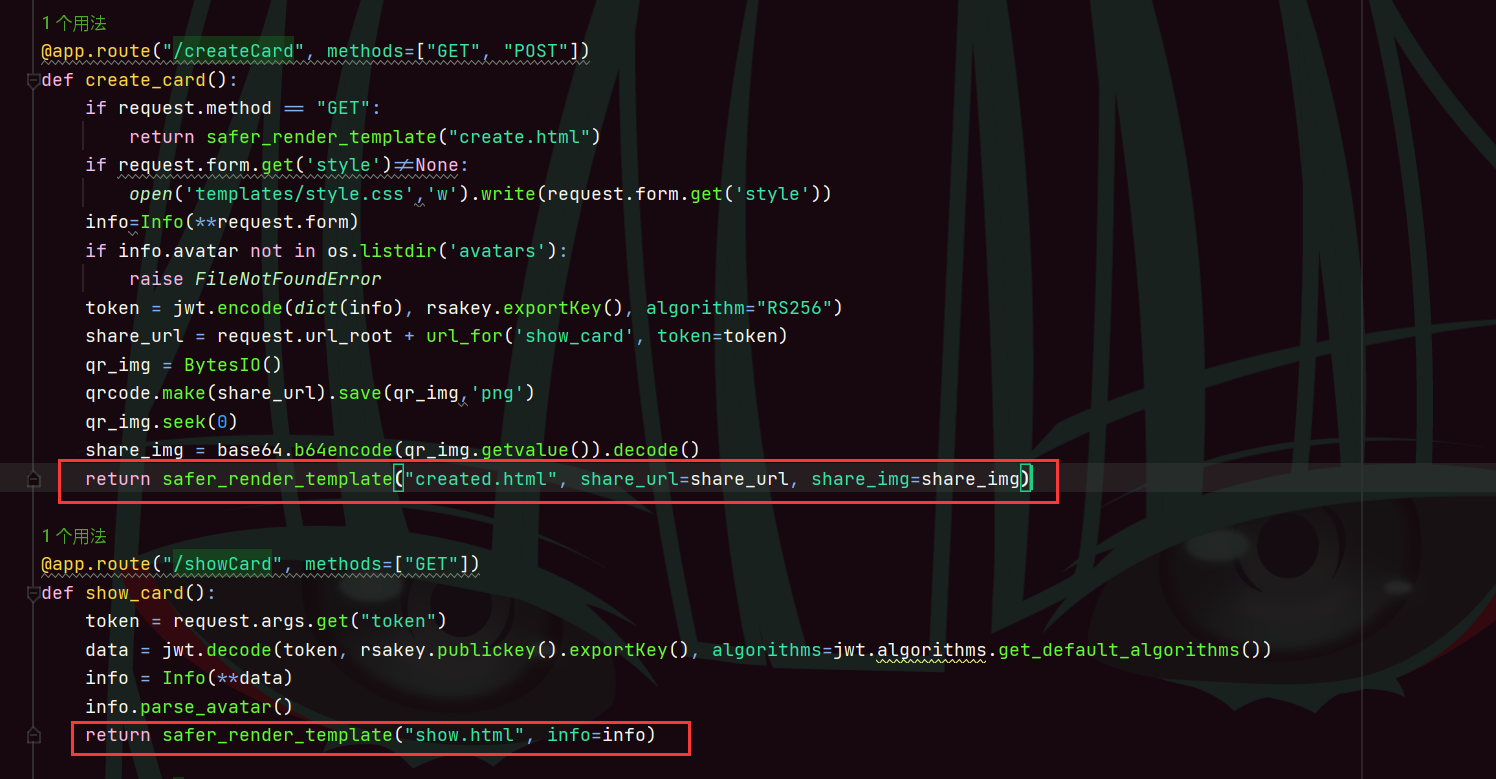 1 个用法
@app.route("/createCard", methods=["GET", "POST"])
def create_card():
    if request.method == "GET":
        return safer_render_template("create.html")
    if request.form.get('style')!=None:
        open('templates/style.css','w').write(request.form.get('style'))
    info=Info(**request.form)
    if info.avatar not in os.listdir('avatars'):
        raise FileNotFoundError
    token = jwt.encode(dict(info), rsakey.exportKey(), algorithm="RS256")
    share_url = request.url_root + url_for('show_card', token=token)
    qr_img = BytesIO()
    qrcode.make(share_url).save(qr_img,'png')
    qr_img.seek(0)
    share_img = base64.b64encode(qr_img.getvalue()).decode()
    return safer_render_template("created.html", share_url=share_url, share_img=share_img)
1 个用法
@app.route("/showCard", methods=["GET"])
def show_card():
    token = request.args.get("token")
    data = jwt.decode(token, rsakey.publickey().exportKey(), algorithms=jwt.algorithms.get_default_algorithms())
    info = Info(**data)
    info.parse_avatar()
    return safer_render_template("show.html", info=info)